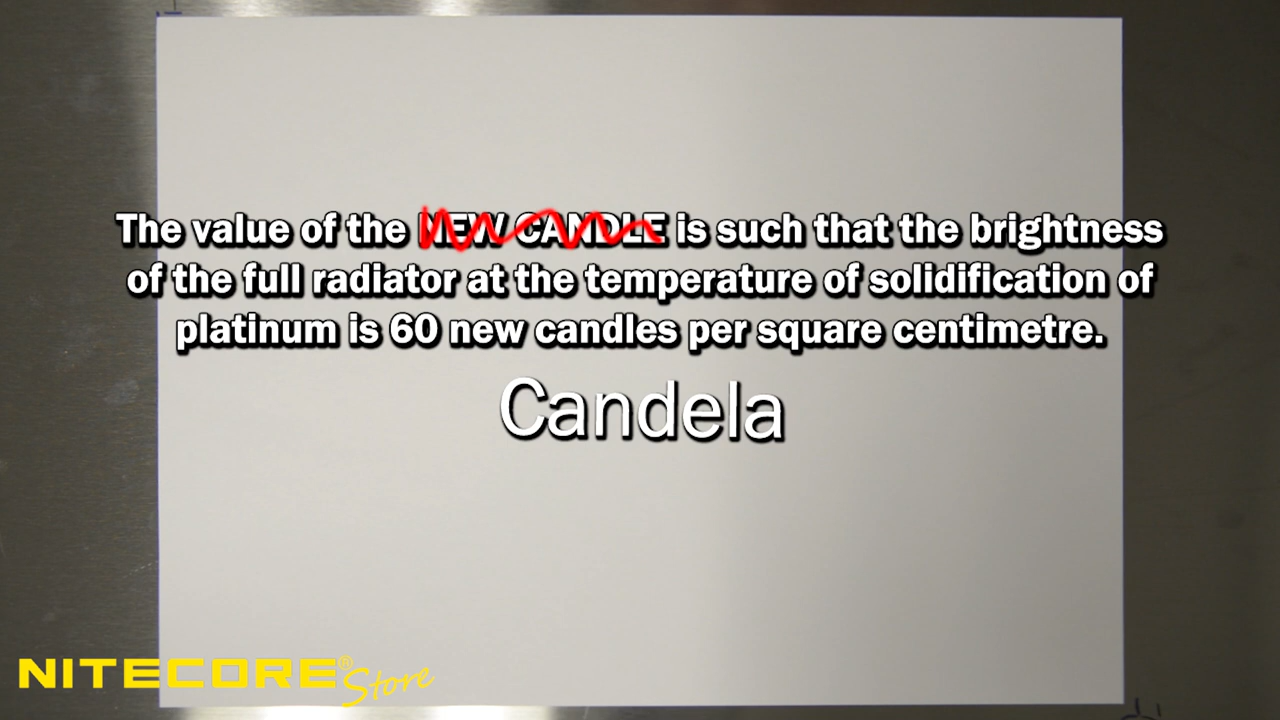 The value of the NEW CANDLE is such that the brightness
of the full radiator at the temperature of solidification of
platinum is 60 new candles per square centimetre.
Candela
NITECORE® Store